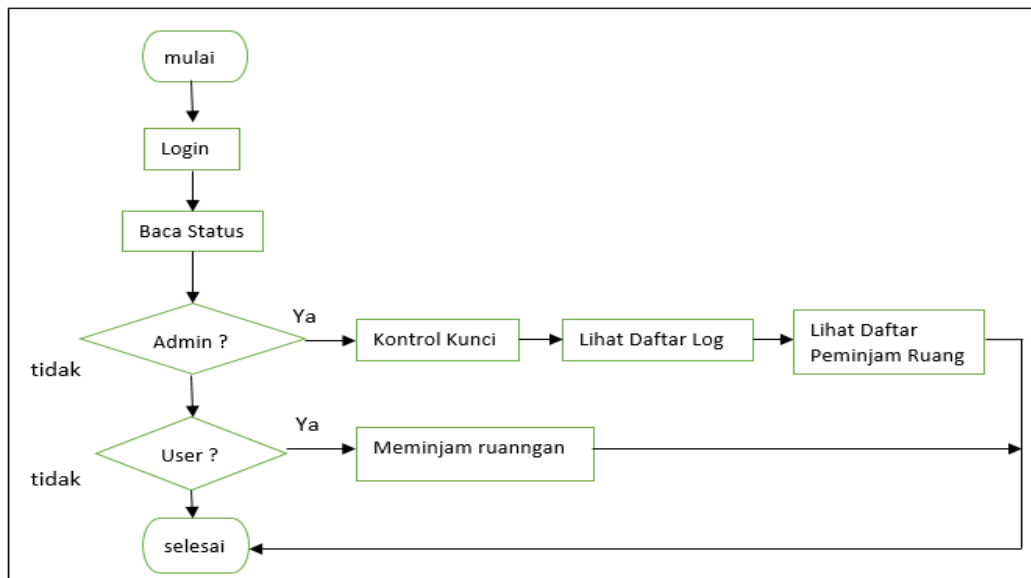 mulai
Login
Baca Status
Admin ?
Ya
Kontrol Kunci
Lihat Daftar Log
Lihat Daftar
Peminjam Ruang
tidak
User ?
Ya
Meminjam ruanngan
tidak
selesai